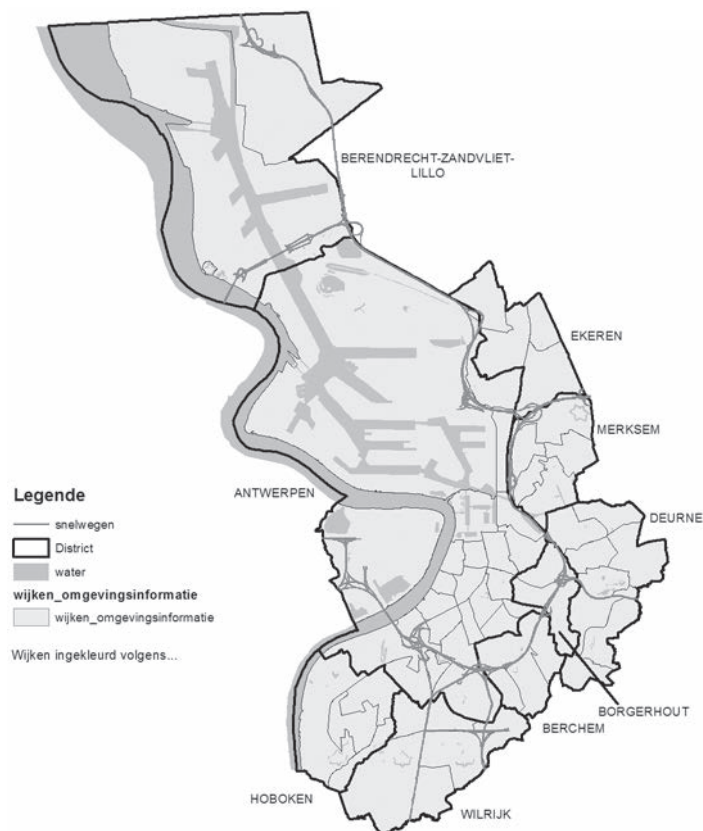 BERENDRECHT-ZANDVLIET-
LILLO
EKEREN
MERKSEM
ANTWERPEN
DEURNE
Legende
snelwegen
District
water
wijken_omgevingsinformatie
wijken_omgevingsinformatie
Wijken ingekleurd volgens...
BORGERHOUT
BERCHEM
HOBOKEN
WILRIJK